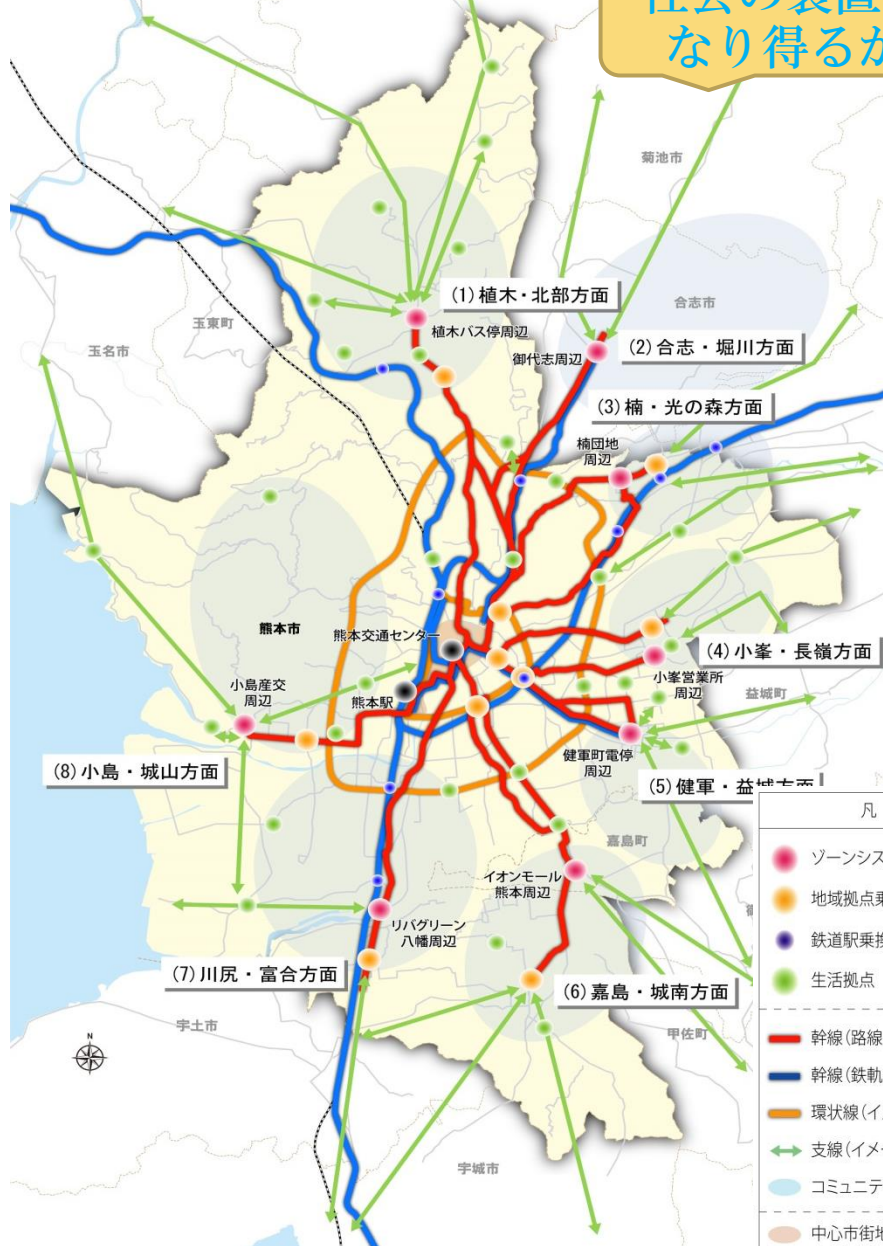 なり得るか
菊池市
合志市
(1)植木・北部方面
玉東町
玉名市
植木バス停周辺
御代志周辺
(2)合志・堀川方面
(3)楠・光の森方面
楠団地
周辺
熊本市
熊本交通センター
(4)小峯・長嶺方面
小島産交
周辺
熊本駅
小峯営業所
周辺
益城町
健軍町電停
周辺
(8)小島・城山方面
(5)健軍・益城方面
嘉島町
イオンモール
熊本周辺
リバグリーン
八幡周辺
(7)川尻・富合方面
(6)嘉島・城南方面
宇土市
甲佐町
N
宇城市
凡
ゾーンシス
地域拠点乗
鉄道駅乗換
生活拠点
幹線(路線
幹線(鉄軌
環状線(イ
支線(イメ
コミュニテ
中心市街地